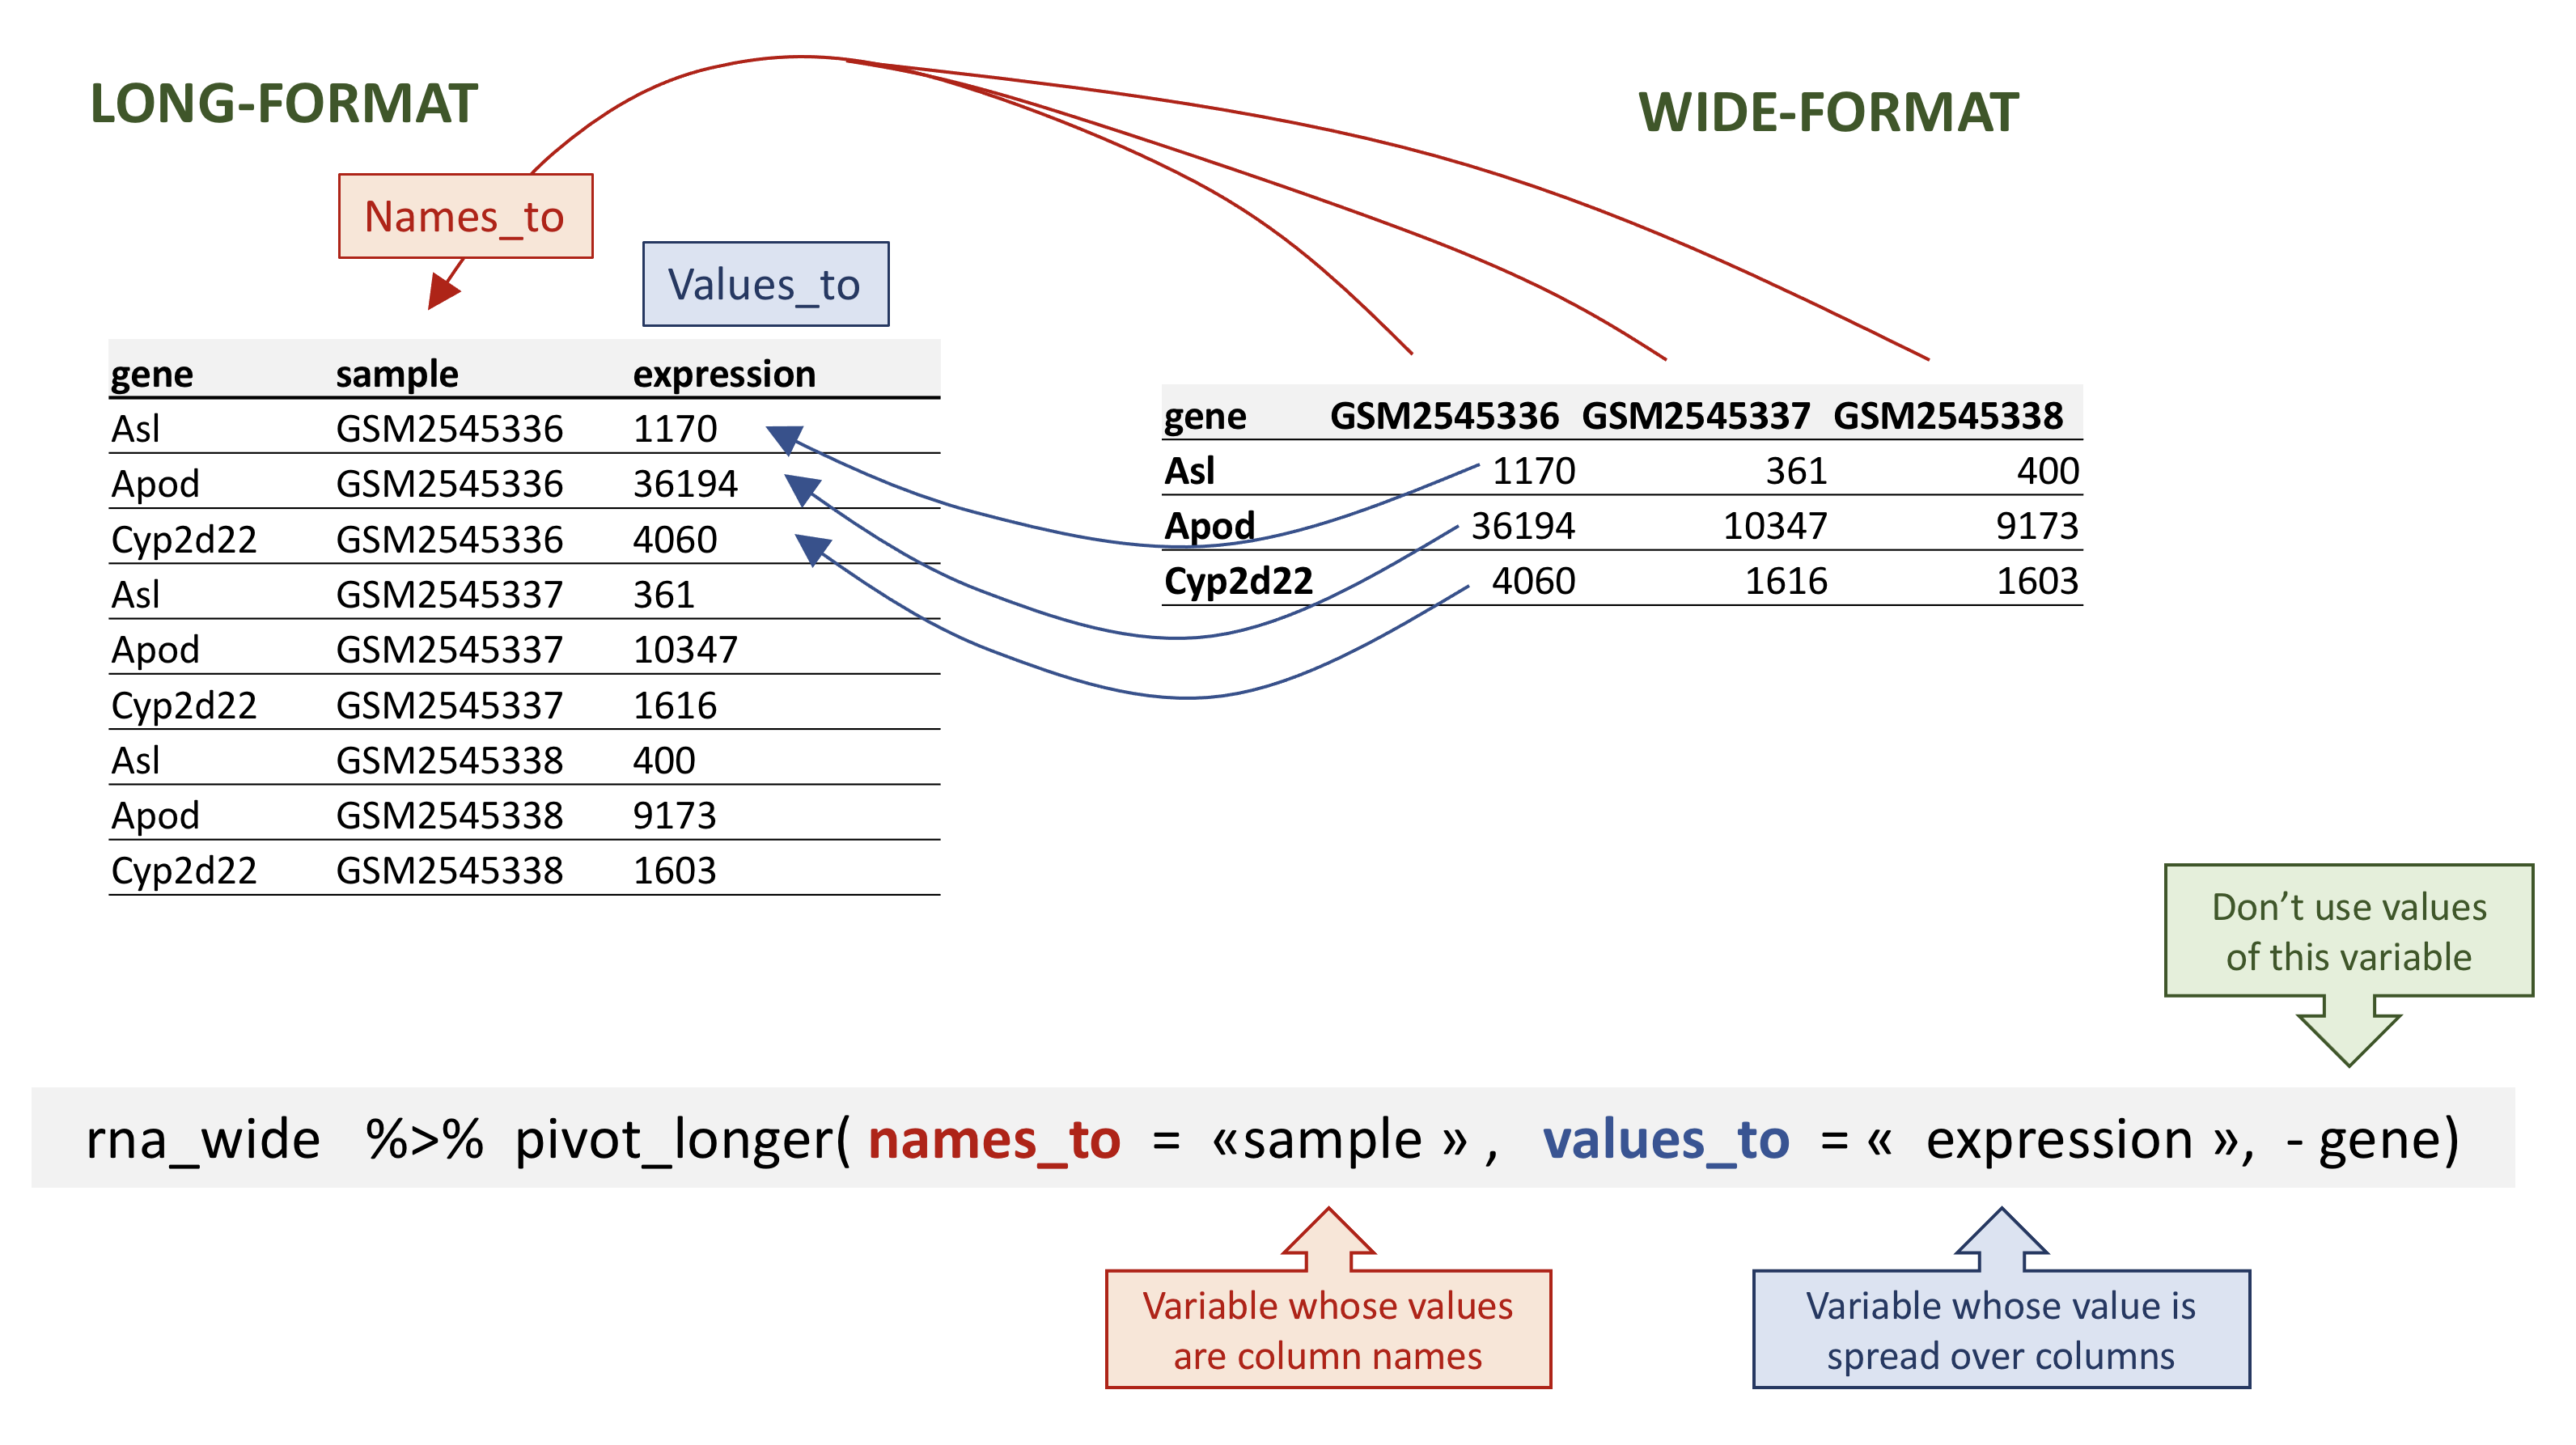 LONG-FORMAT
WIDE-FORMAT
Names_to
Values_to
gene sample expression
Asl GSM2545336 1170
Apod GSM2545336 36194
Cyp2d22 GSM2545336 4060
Asl GSM2545337 361
Apod GSM2545337 10347
Cyp2d22 GSM2545337 1616
Asl GSM2545338 400
Apod GSM2545338 9173
Cyp2d22 GSM2545338 1603
gene GSM2545336 GSM2545337 GSM2545338
Asl 1170 361 400
Apod 36194 10347 9173
Cyp2d22 4060 1616 1603
Don’t use values
of this variable
rna_wide %>% pivot_longer( names_to = «sample » , values_to = « expression », - gene)
Variable whose values
are column names
Variable whose value is
spread over columns